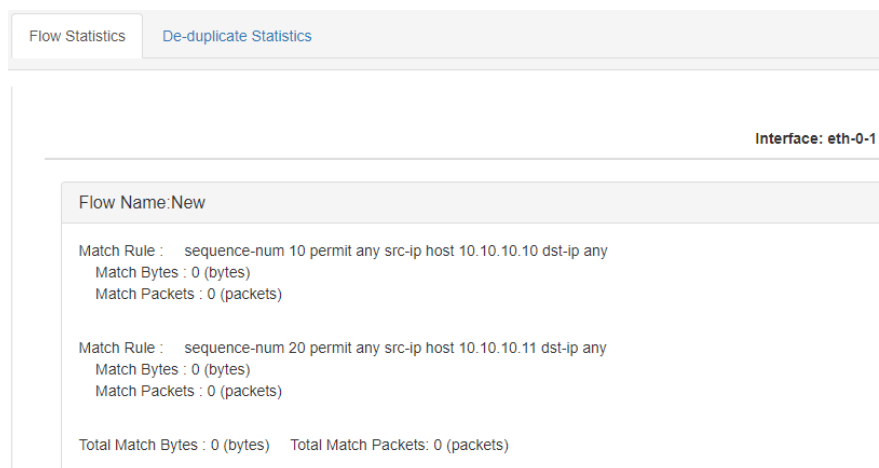 Flow Statistics De-duplicate Statistics
Interface: eth-0-1
Flow Name:New
Match Rule : sequence-num 10 permit any src-ip host 10.10.10.10 dst-ip any
Match Bytes : 0 (bytes)
Match Packets : 0 (packets)
Match Rule : sequence-num 20 permit any src-ip host 10.10.10.11 dst-ip any
Match Bytes : 0 (bytes)
Match Packets : 0 (packets)
Total Match Bytes : 0 (bytes) Total Match Packets: 0 (packets)